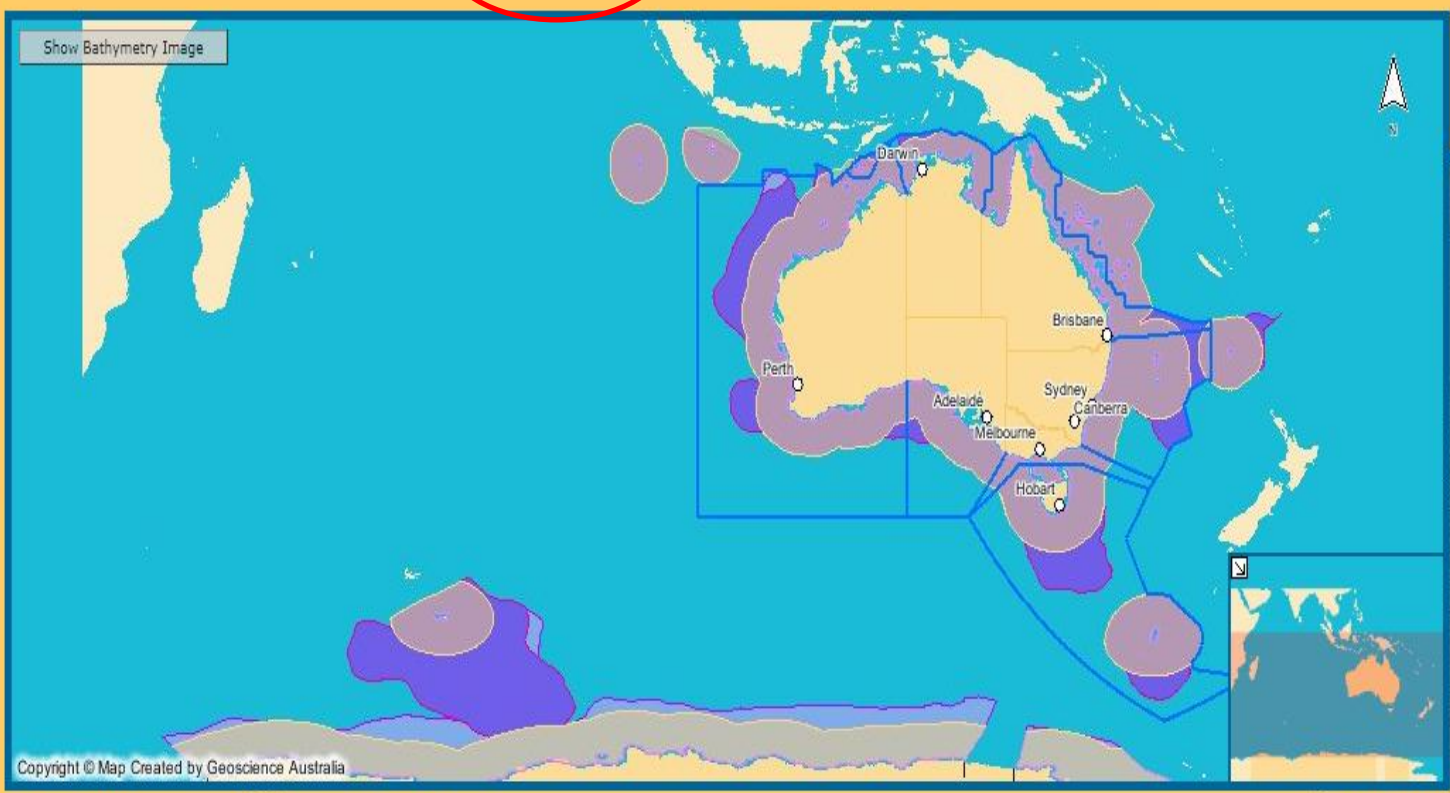 Show Bathymetry Image
N
Darwin
Brisbane
Perth
Sydney
Adelaide
Canberra
Melbourne
Hobart
Copyright © Map Created by Geoscience Australia